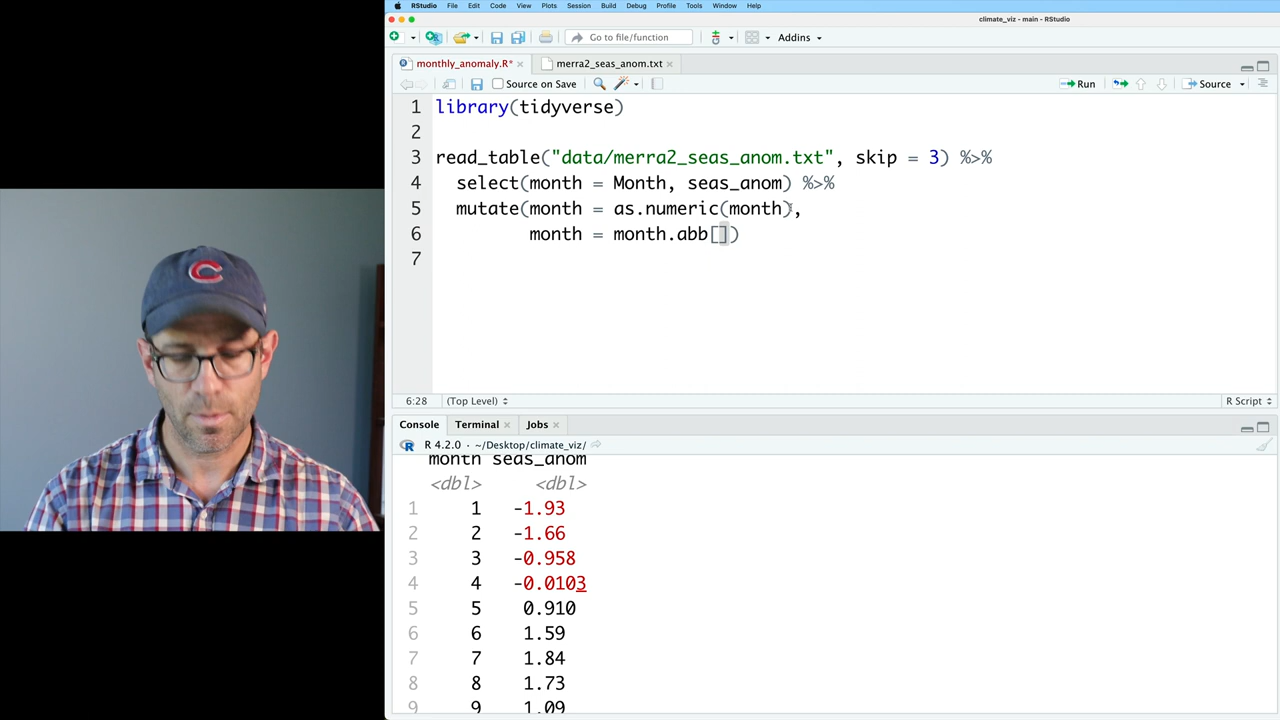 RStudio File Edit Code View Plots Session Build Debug Profile Tools Window Help
climate_viz - main - RStudio
Go to file/function Addins
monthly_anomaly.R* merra2_seas_anom.txt
Source on Save Run Source
1 library(tidyverse)
2
3 read_table("data/merra2_seas_anom.txt", skip = 3) %>%
4 select(month = Month, seas_anom) %>%
5 mutate(month = as.numeric(month),
6 month = month.abb[])
7
6:28 (Top Level) R Script
Console Terminal Jobs
R R 4.2.0 · ~/Desktop/climate_viz/
month seas_anom
<dbl> <dbl>
1 1 -1.93
2 2 -1.66
3 3 -0.958
4 4 -0.0103
5 5 0.910
6 6 1.59
7 7 1.84
8 8 1.73
9 9 1.09
C